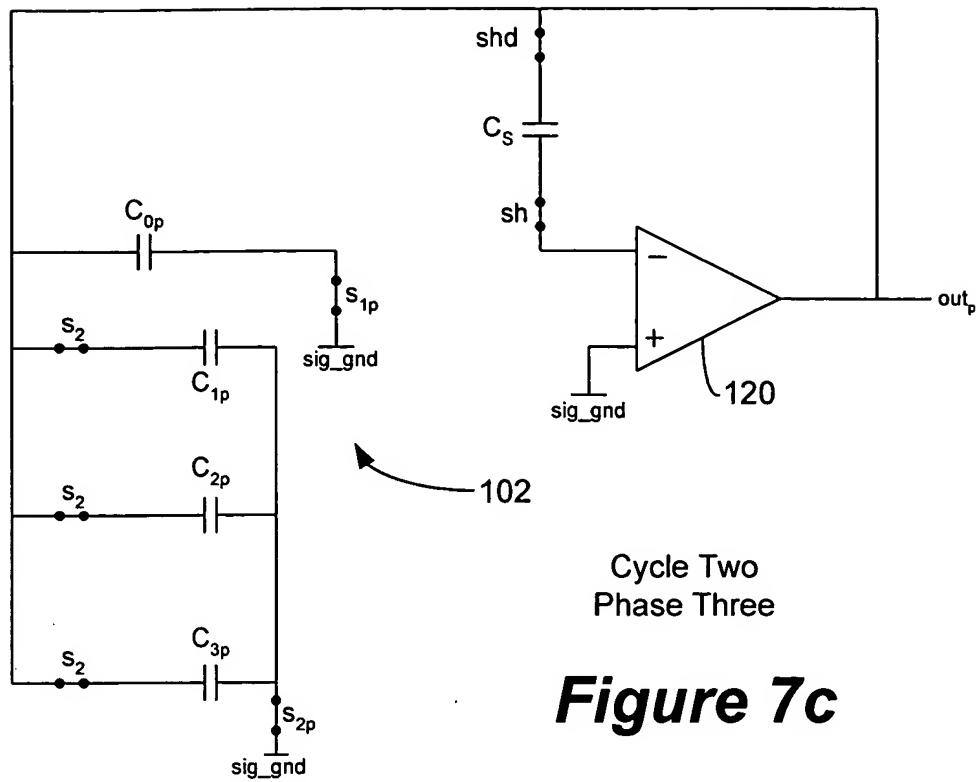 shd
C_S
sh
C_0p
s_1p
sig_gnd
s_2
C_1p
−
+
out_p
sig_gnd
120
C_2p
s_2
102
Cycle Two
Phase Three
C_3p
s_2
s_2p
sig_gnd
Figure 7c